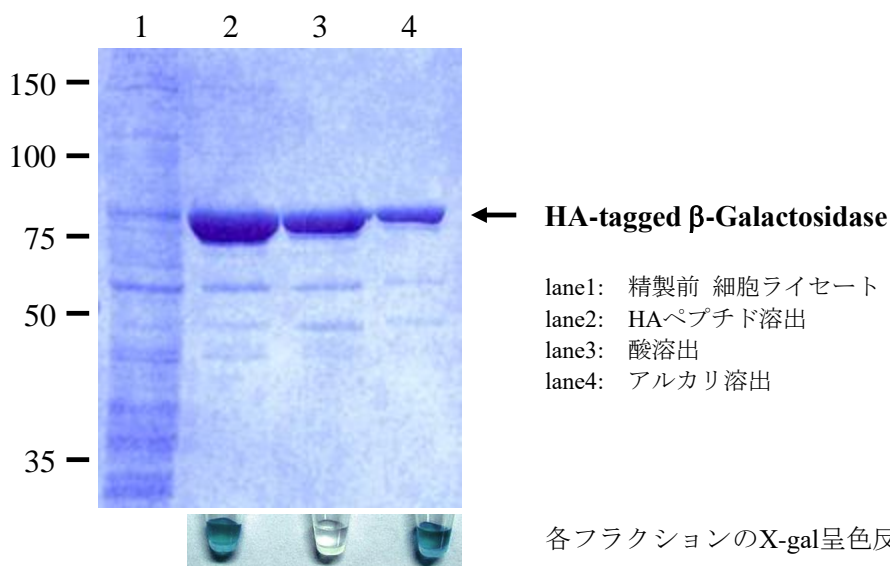 1 2 3 4
150
100
75
50
35
HA-tagged β-Galactosidase
lane1: 精製前 細胞ライセート
lane2: HAペプチド溶出
lane3: 酸溶出
lane4: アルカリ溶出
各フラクションのX-gal呈色反